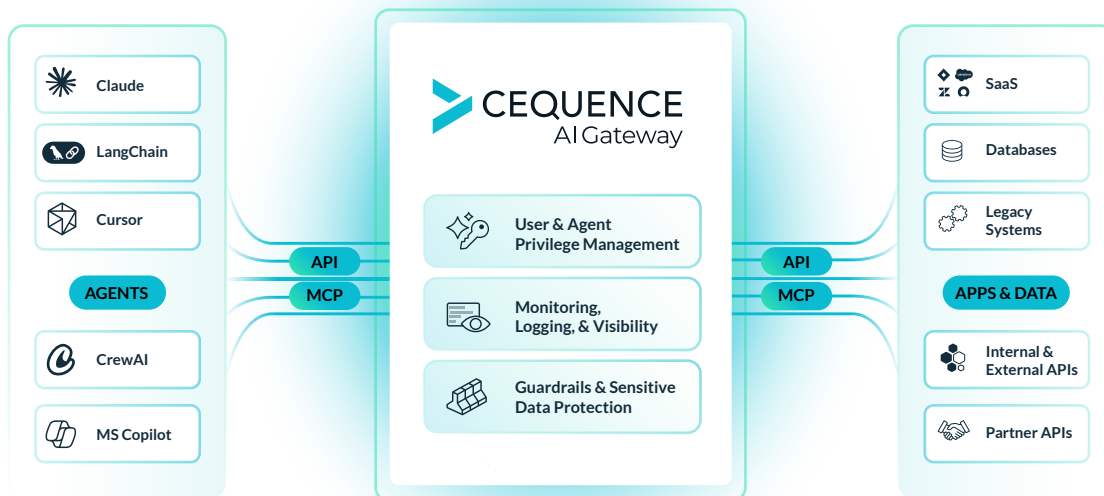 Claude
LangChain
Cursor
AGENTS
CrewAI
MS Copilot
API
MCP
CEQUENCE
AI Gateway
User & Agent
Privilege Management
Monitoring,
Logging, & Visibility
Guardrails & Sensitive
Data Protection
API
MCP
SaaS
Databases
Legacy
Systems
APPS & DATA
Internal &
External APIs
Partner APIs